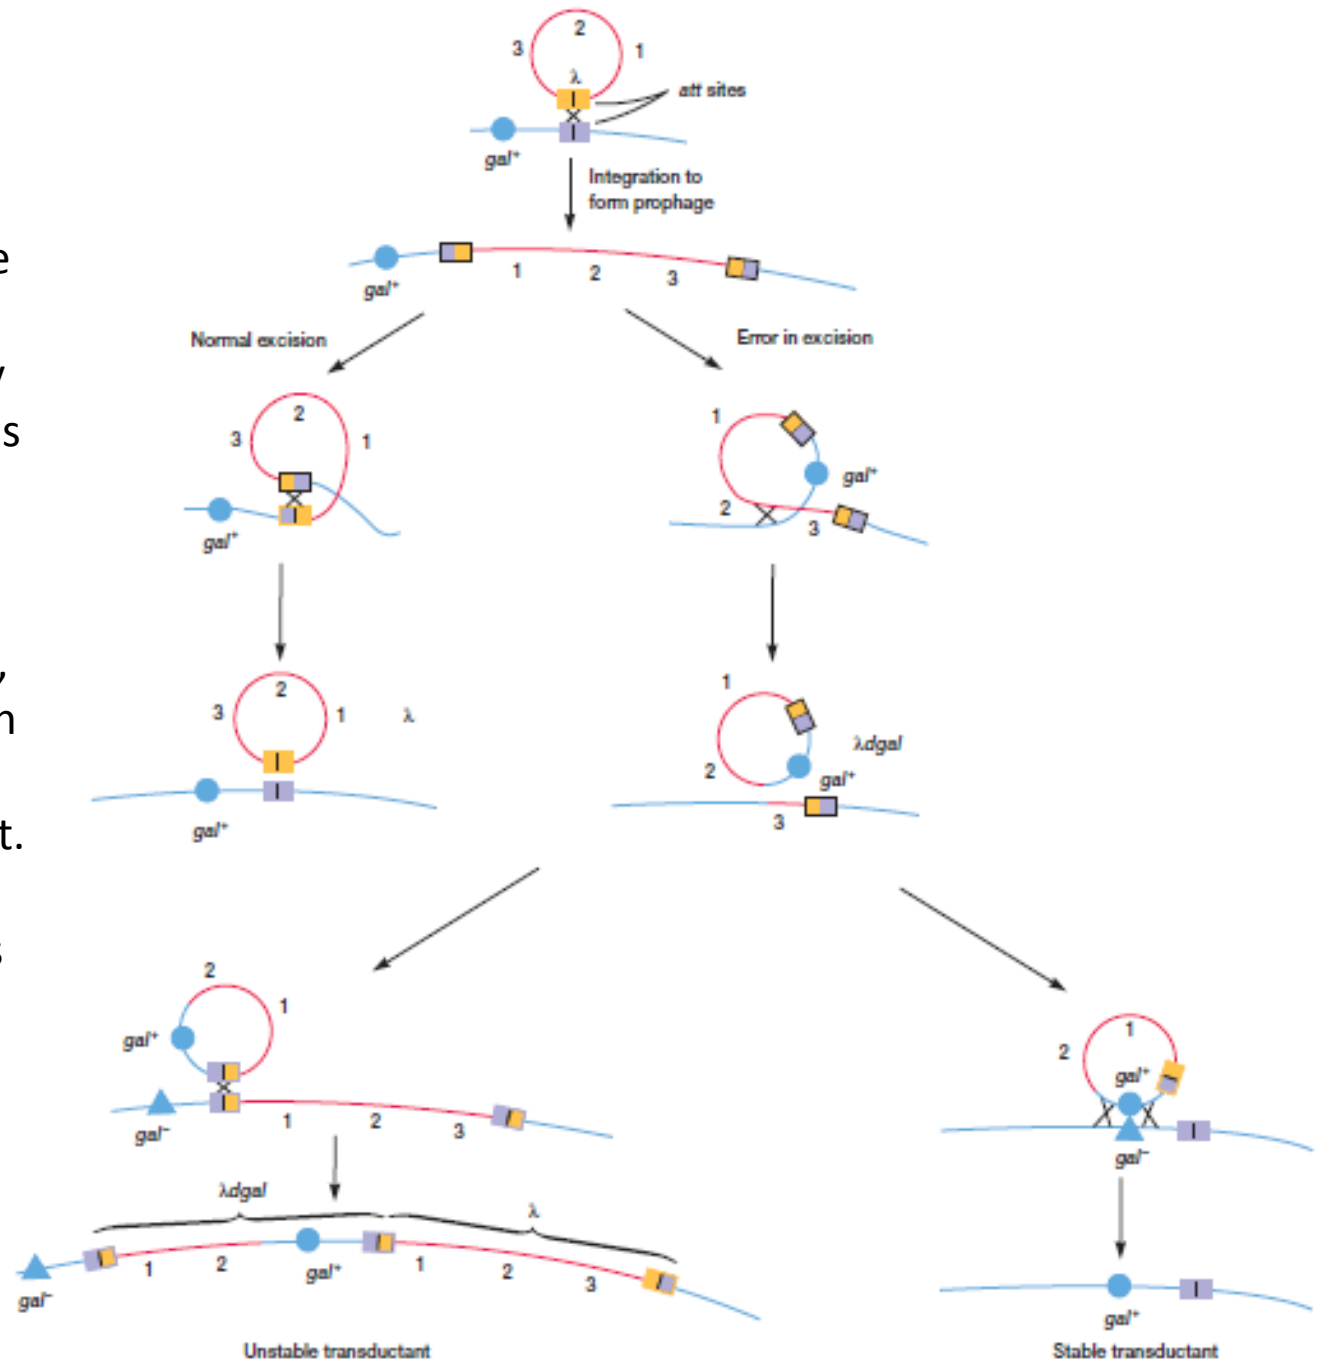 2
3
1
λ
att sites
gal⁺
Integration to
form prophage
e
gal⁺
1
2
3
Normal excision
Error in excision
y
s
2
3
1
gal⁺
1
gal⁺
2
3
,
n
2
3
1
λ
gal⁺
1
λdgal
2
gal⁺
3
t.
s
2
1
gal⁺
gal⁻
1
2
3
1
2
gal⁺
gal⁻
λdgal
λ
gal⁻
1
2
gal⁺
1
2
3
gal⁺
Unstable transductant
Stable transductant